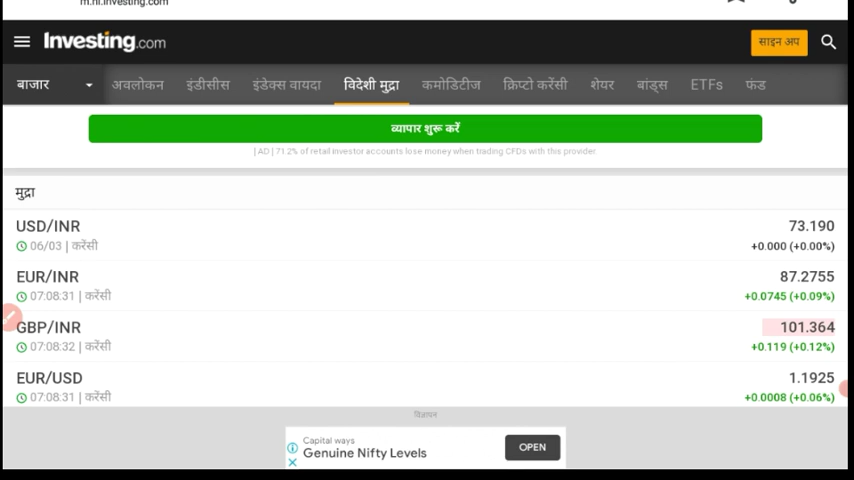 m.hi.investing.com
Investing.com
साइन अप
बाजार अवलोकन इंडीसीस इंडेक्स वायदा विदेशी मुद्रा कमोडिटीज क्रिप्टो करेंसी शेयर बांड्स ETFs फंड
व्यापार शुरू करें
| AD | 71.2% of retail investor accounts lose money when trading CFDs with this provider.
मुद्रा
USD/INR 73.190
06/03 | करेंसी +0.000 (+0.00%)
EUR/INR 87.2755
07:08:31 | करेंसी +0.0745 (+0.09%)
GBP/INR 101.364
07:08:32 | करेंसी +0.119 (+0.12%)
EUR/USD 1.1925
07:08:31 | करेंसी +0.0008 (+0.06%)
विज्ञापन
Capital ways
Genuine Nifty Levels
OPEN